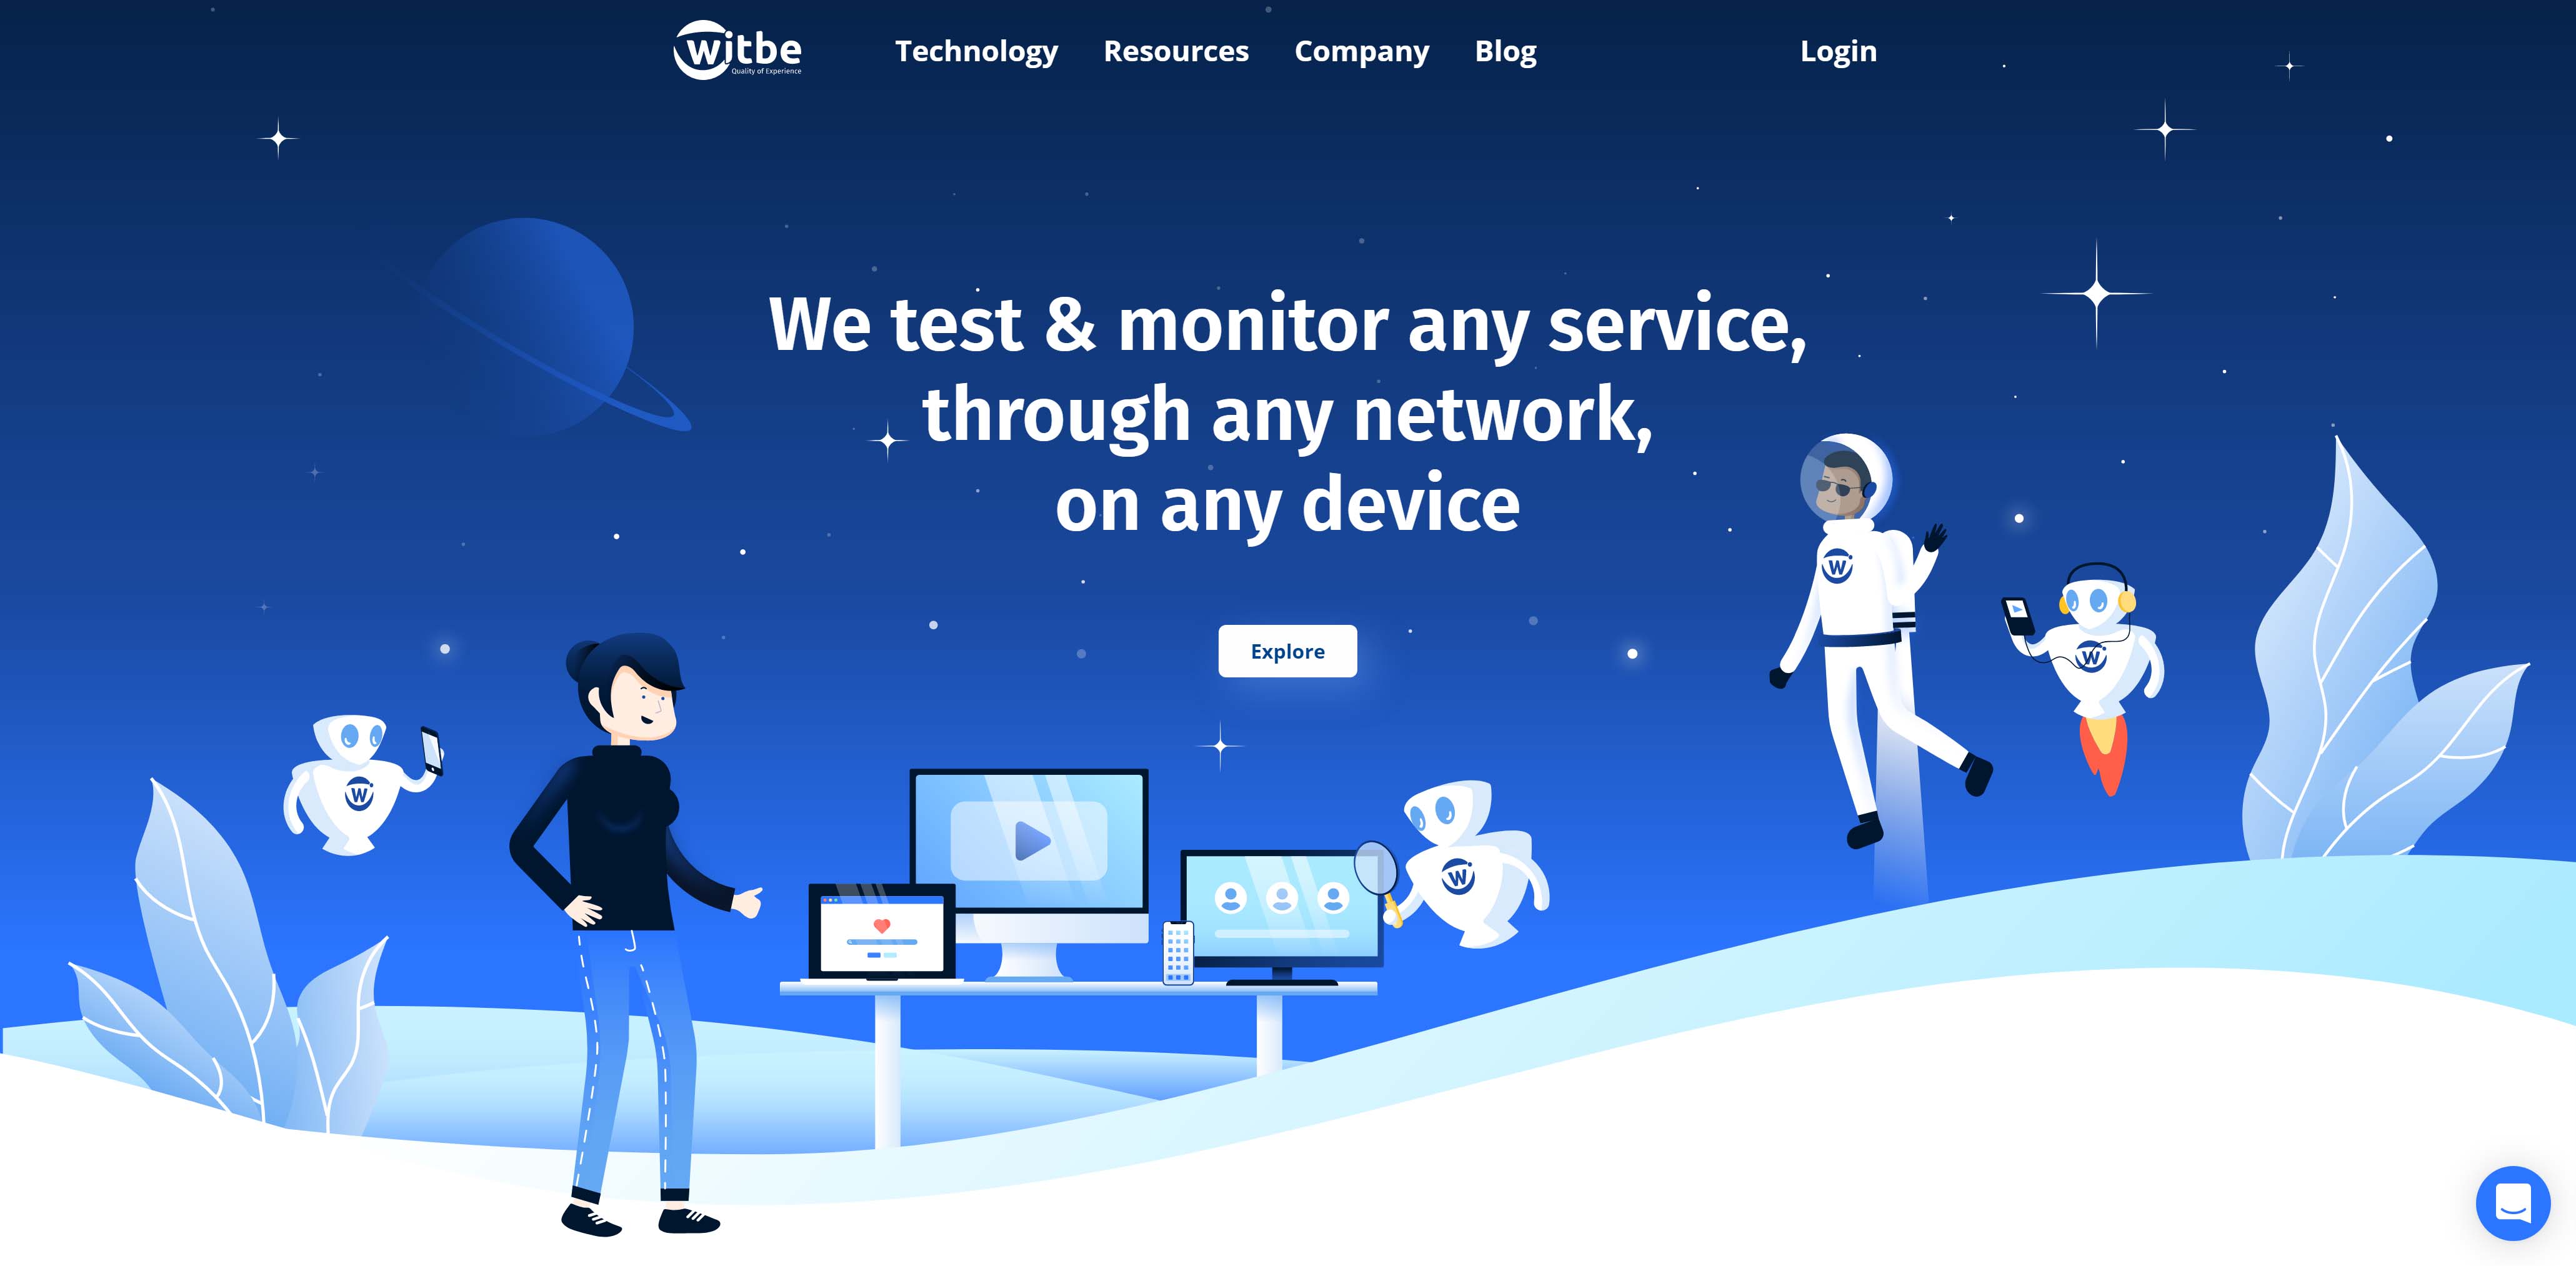 witbe
Quality of Experience
Technology
Resources
Company
Blog
Login
We test & monitor any service,
through any network,
on any device
Explore
W
W
W
W